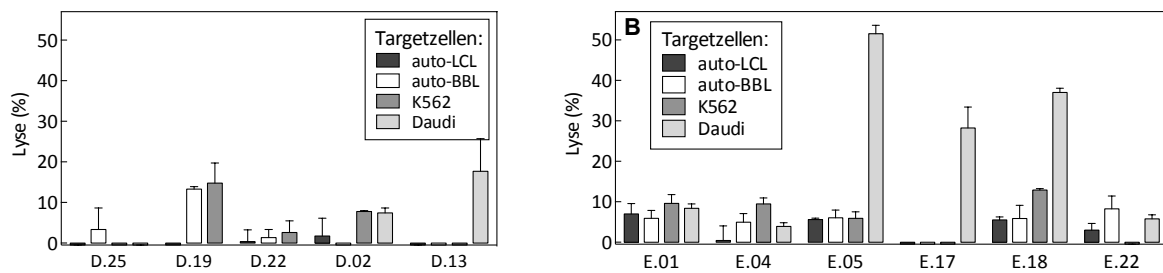 50
40
30
20
10
0
Lyse (%)
Targetzellen:
auto-LCL
auto-BBL
K562
Daudi
D.25 D.19 D.22 D.02 D.13
B
50
40
30
20
10
0
Lyse (%)
Targetzellen:
auto-LCL
auto-BBL
K562
Daudi
E.01 E.04 E.05 E.17 E.18 E.22